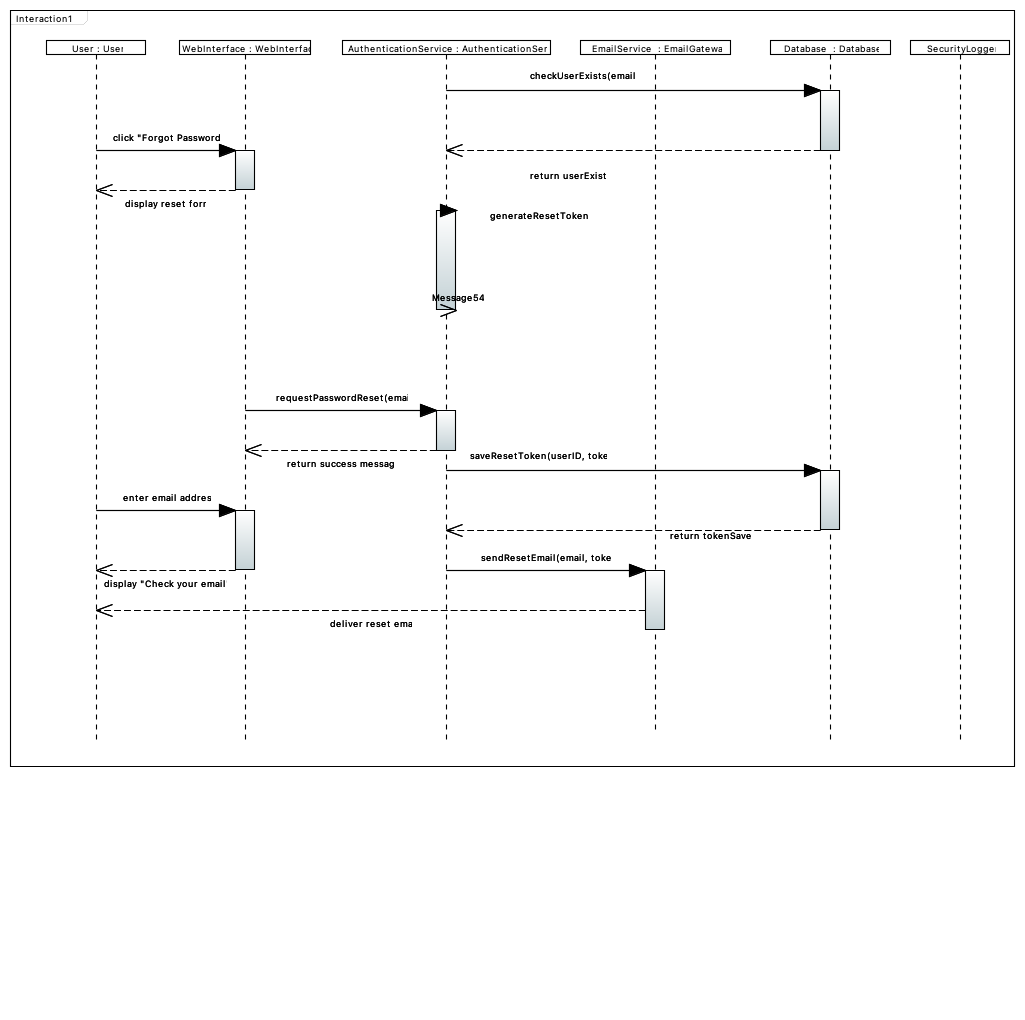 Interaction1
User : User
WebInterface : WebInterfac
AuthenticationService : AuthenticationSer
EmailService : EmailGatewa
Database : Database
SecurityLogger
checkUserExists(email
click "Forgot Password
return userExist
display reset forr
generateResetToken
Message54
requestPasswordReset(emai
saveResetToken(userID, toke
return success messag
enter email addres
return tokenSave
sendResetEmail(email, toke
display "Check your email
deliver reset ema